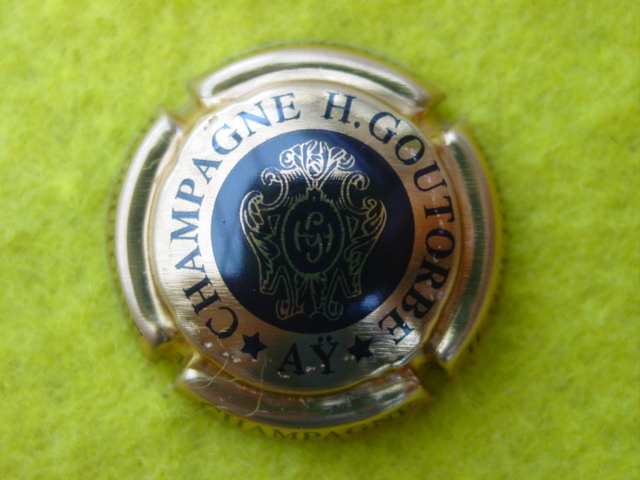 CHAMPAGNE H. GOUTORBE
★ AŸ ★
CHAMPAGNE